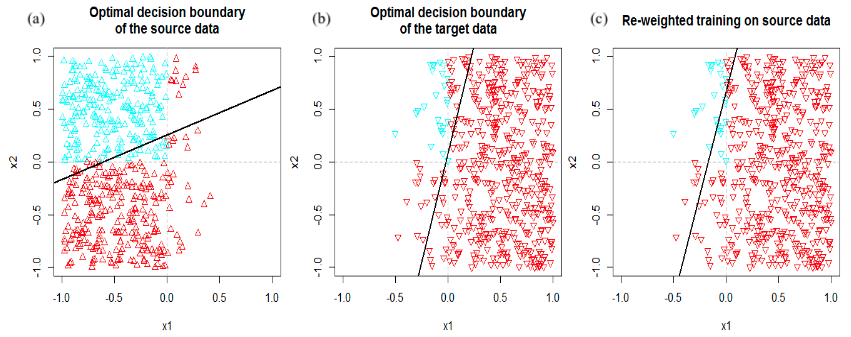 (a)
Optimal decision boundary
of the source data
x2
1.0
0.5
0.0
-0.5
-1.0
-1.0 -0.5 0.0 0.5 1.0
x1
(b)
Optimal decision boundary
of the target data
x2
1.0
0.5
0.0
-0.5
-1.0
-1.0 -0.5 0.0 0.5 1.0
x1
(c)
Re-weighted training on source data
x2
1.0
0.5
0.0
-0.5
-1.0
-1.0 -0.5 0.0 0.5 1.0
x1